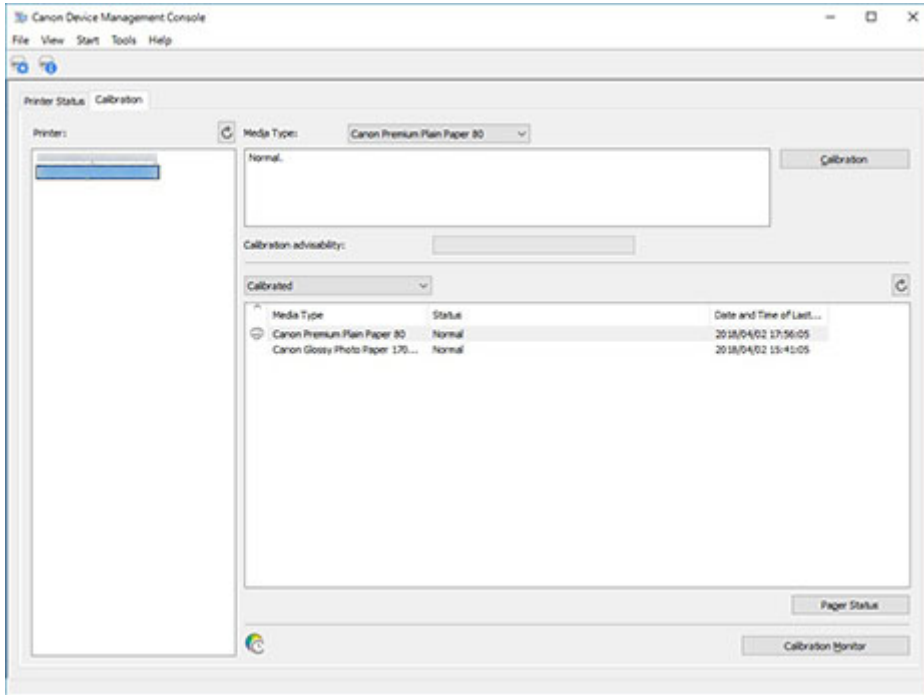 Canon Device Management Console
File View Start Tools Help
Printer Status Calibration
Printer: Media Type: Canon Premium Plain Paper 80
Normal.
Calibration
Calibration advisability:
Calibrated
Media Type Status Date and Time of Last...
Canon Premium Plain Paper 80 Normal 2018/04/02 17:56:05
Canon Glossy Photo Paper 170... Normal 2018/04/02 15:41:05
Pager Status
Calibration Monitor